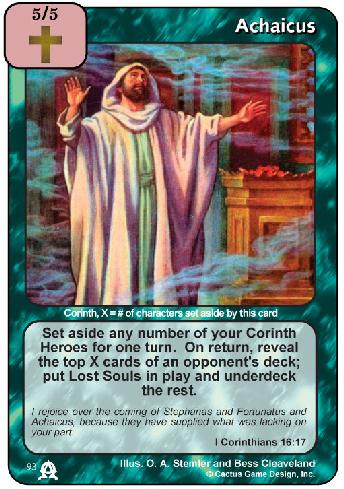 5/5
Achaicus
Corinth, X = # of characters set aside by this card
Set aside any number of your Corinth
Heroes for one turn. On return, reveal
the top X cards of an opponent's deck;
put Lost Souls in play and underdeck
the rest.
I rejoice over the coming of Stephanas and Fortunatus and
Achaicus, because they have supplied what was lacking on
your part.
I Corinthians 16:17
93
Illus. O. A. Stemler and Bess Cleaveland
© Cactus Game Design, Inc.